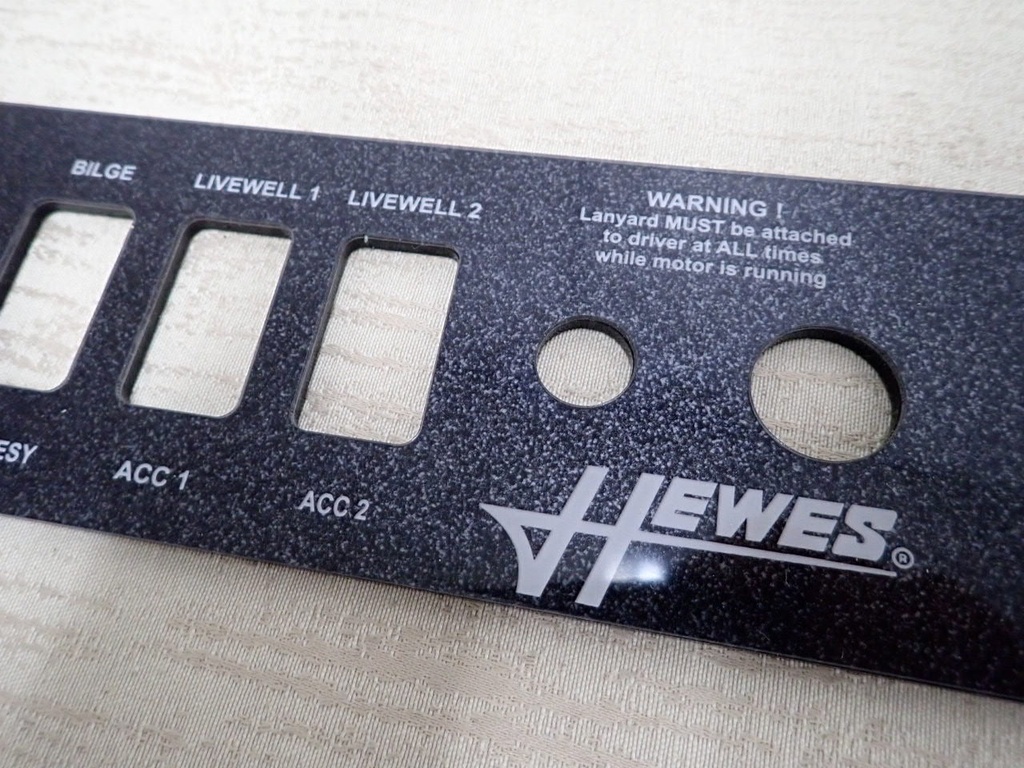 BILGE
LIVEWELL 1
LIVEWELL 2
WARNING !
Lanyard MUST be attached
to driver at ALL times
while motor is running
ESY
ACC 1
ACC 2
HEWES®